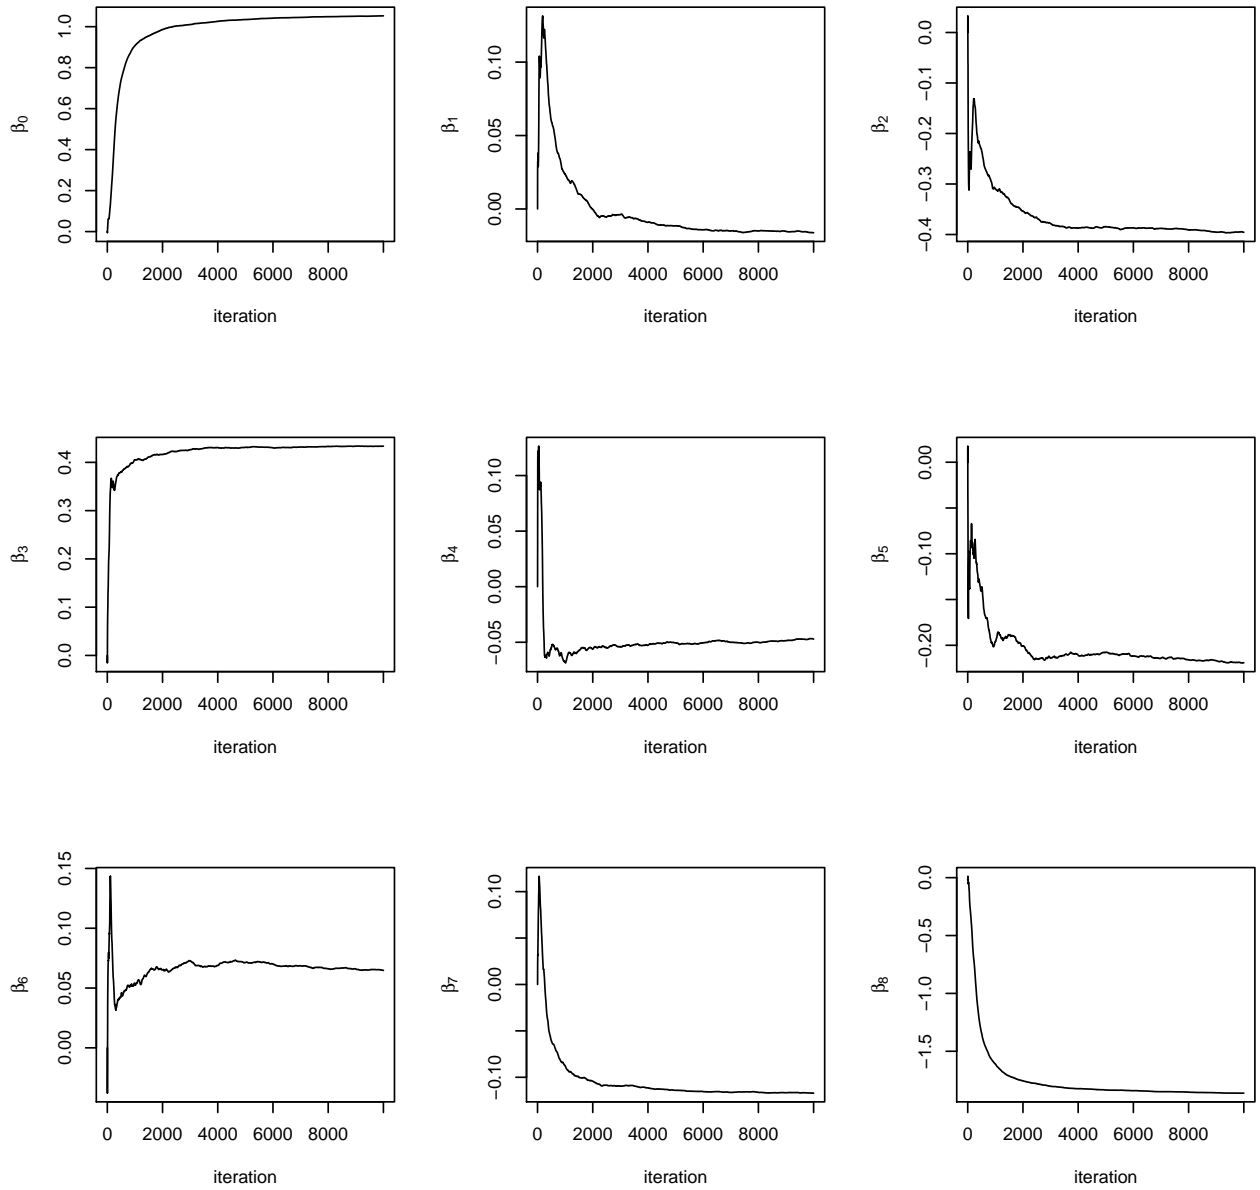 0.0 0.2 0.4 0.6 0.8 1.0
β0
0 2000 4000 6000 8000
iteration
0.00 0.05 0.10
β1
0 2000 4000 6000 8000
iteration
−0.4 −0.3 −0.2 −0.1 0.0
β2
0 2000 4000 6000 8000
iteration
0.0 0.1 0.2 0.3 0.4
β3
0 2000 4000 6000 8000
iteration
−0.05 0.00 0.05 0.10
β4
0 2000 4000 6000 8000
iteration
−0.20 −0.10 0.00
β5
0 2000 4000 6000 8000
iteration
0.00 0.05 0.10 0.15
β6
0 2000 4000 6000 8000
iteration
−0.10 0.00 0.10
β7
0 2000 4000 6000 8000
iteration
−1.5 −1.0 −0.5 0.0
β8
0 2000 4000 6000 8000
iteration